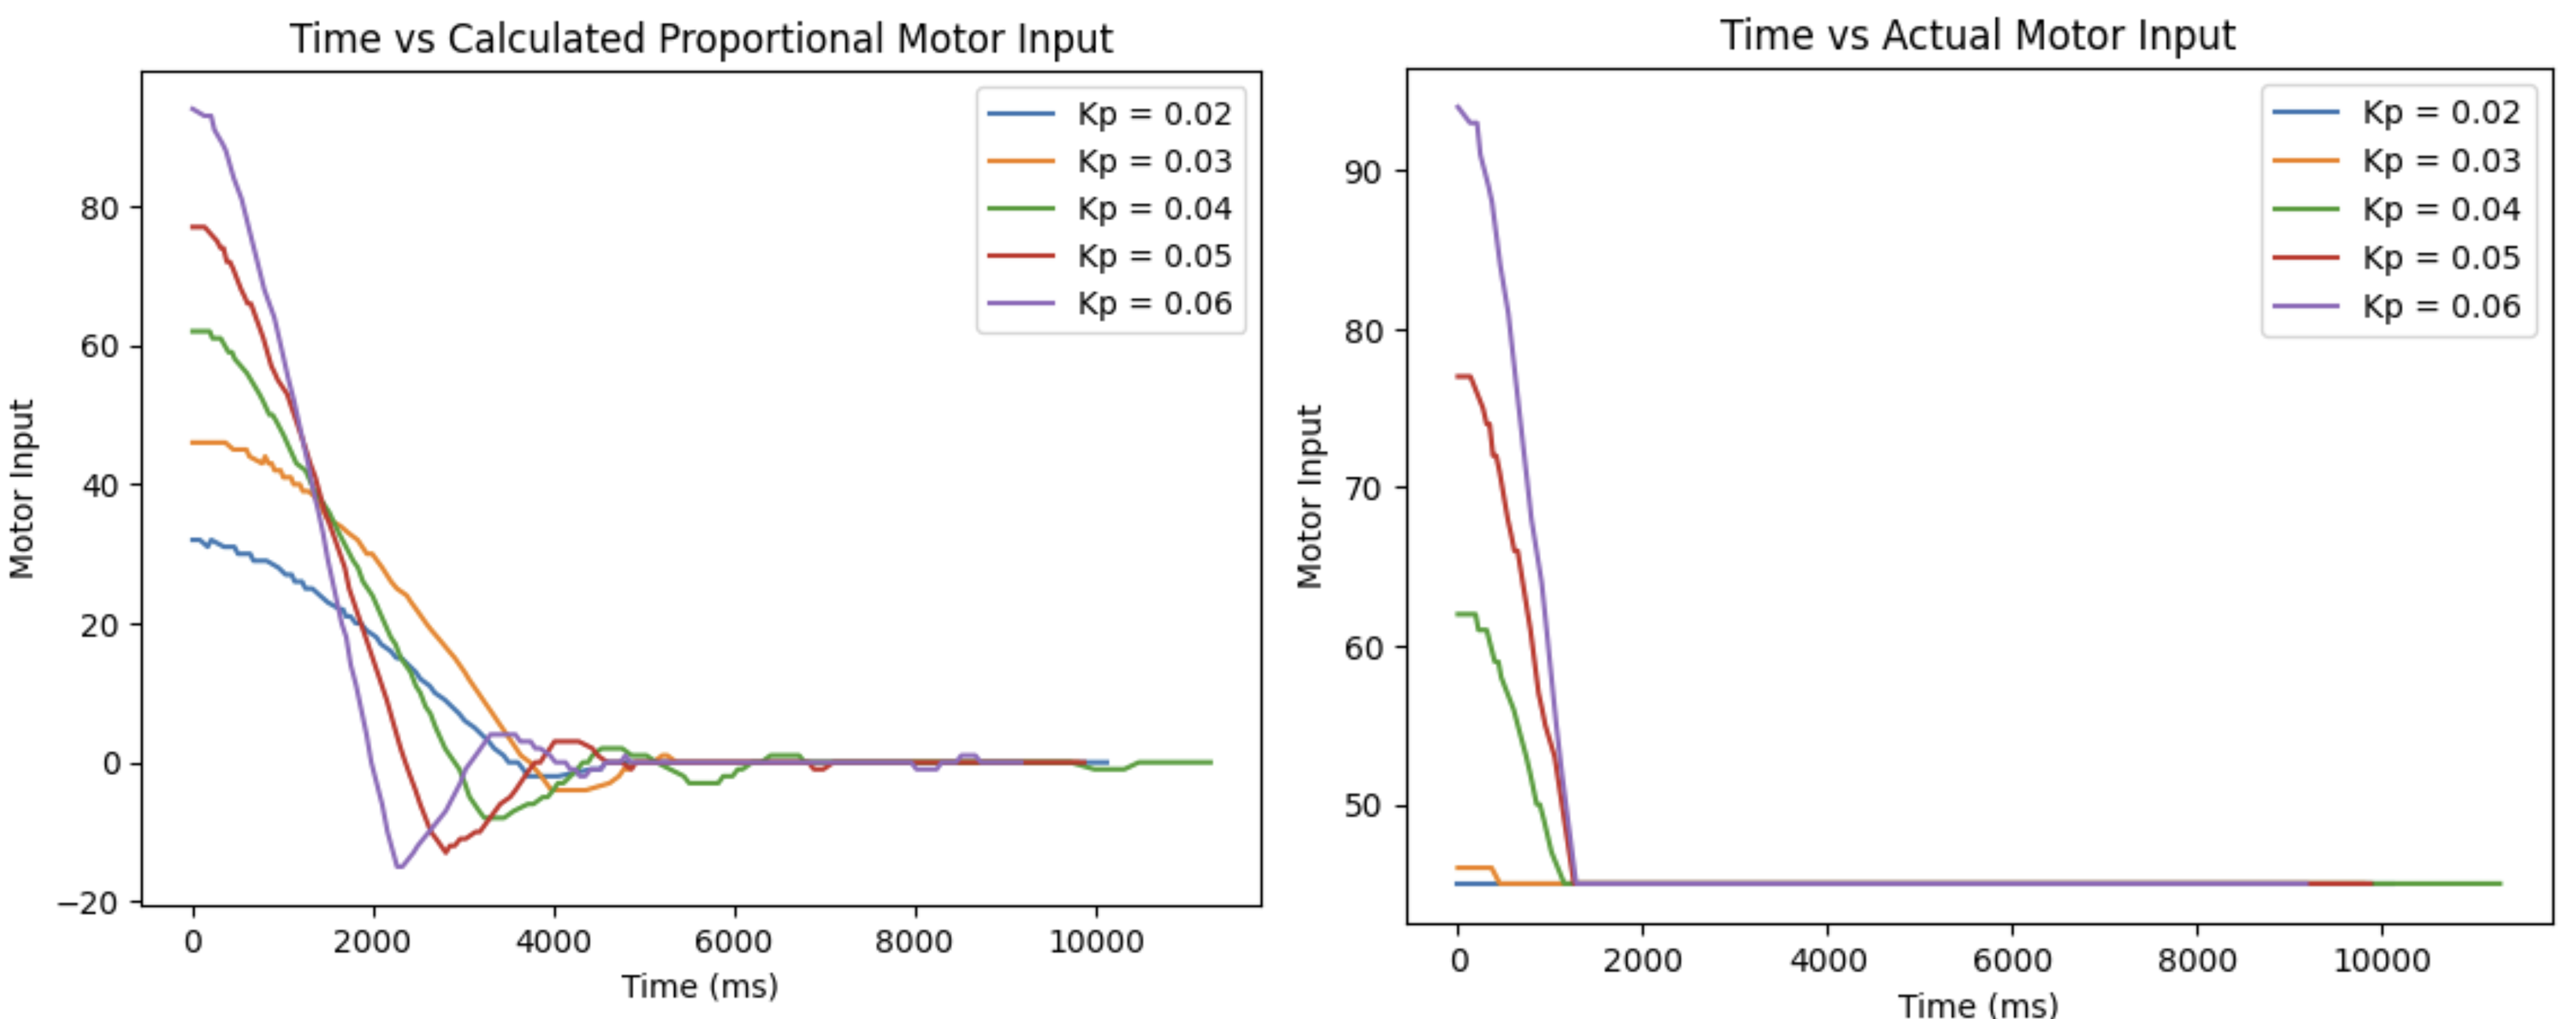 Time vs Calculated Proportional Motor Input
Motor Input
80
60
40
20
0
−20
0 2000 4000 6000 8000 10000
Time (ms)
Kp = 0.02
Kp = 0.03
Kp = 0.04
Kp = 0.05
Kp = 0.06
Time vs Actual Motor Input
Motor Input
90
80
70
60
50
0 2000 4000 6000 8000 10000
Time (ms)
Kp = 0.02
Kp = 0.03
Kp = 0.04
Kp = 0.05
Kp = 0.06